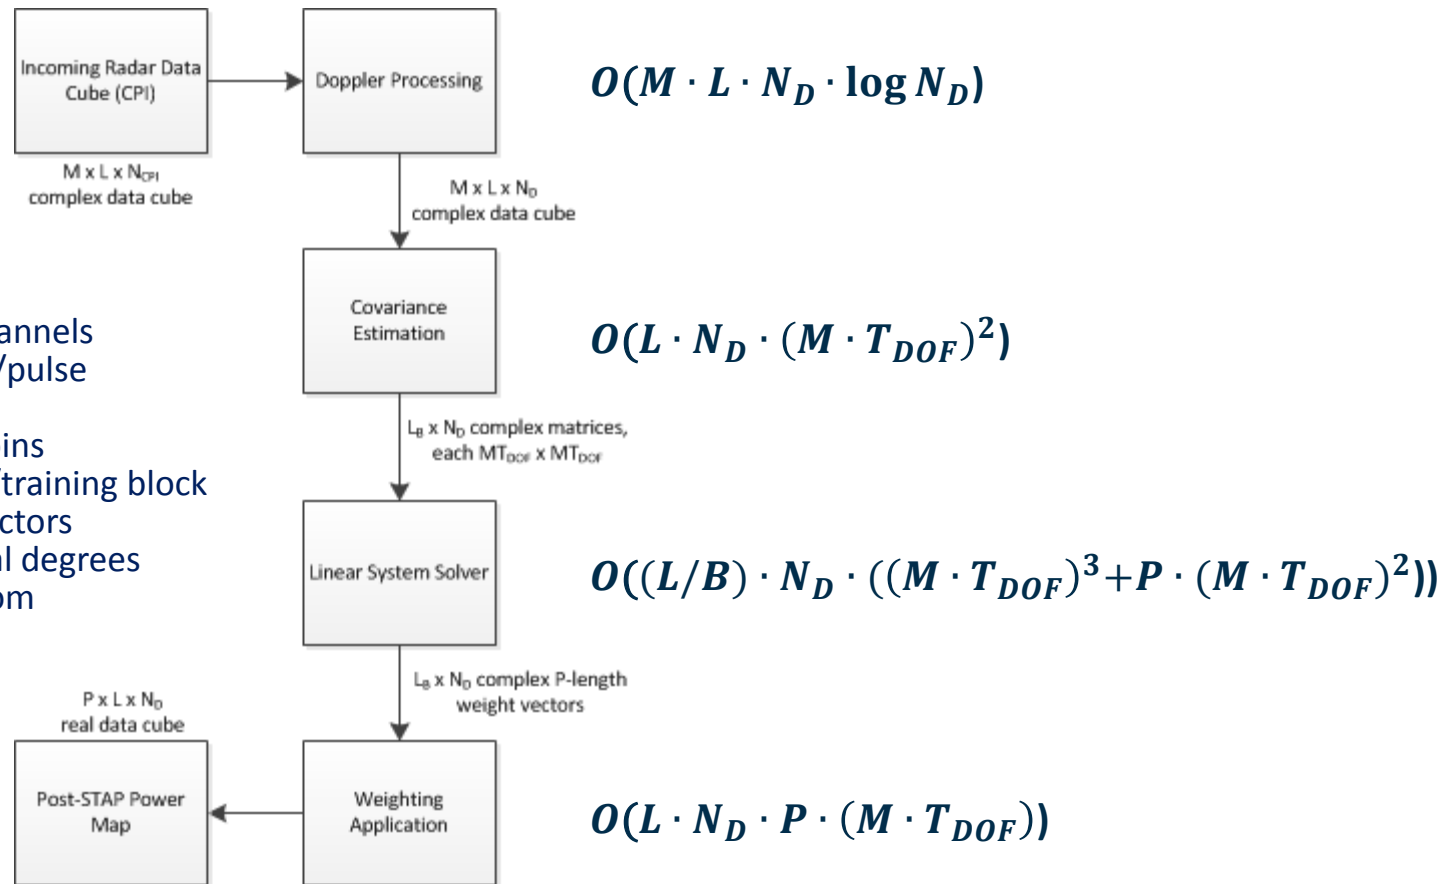 Incoming Radar Data
Cube (CPI)
Doppler Processing
O(M · L · N_D · log N_D)
M x L x N_CPI
complex data cube
M x L x N_D
complex data cube
Covariance
Estimation
O(L · N_D · (M · T_DOF)²)
annels
/pulse
bins
/training block
ctors
al degrees
om
L_B x N_D complex matrices,
each MT_DOF x MT_DOF
Linear System Solver
O((L/B) · N_D · ((M · T_DOF)³+P · (M · T_DOF)²))
L_B x N_D complex P-length
weight vectors
P x L x N_D
real data cube
Post-STAP Power
Map
Weighting
Application
O(L · N_D · P · (M · T_DOF))